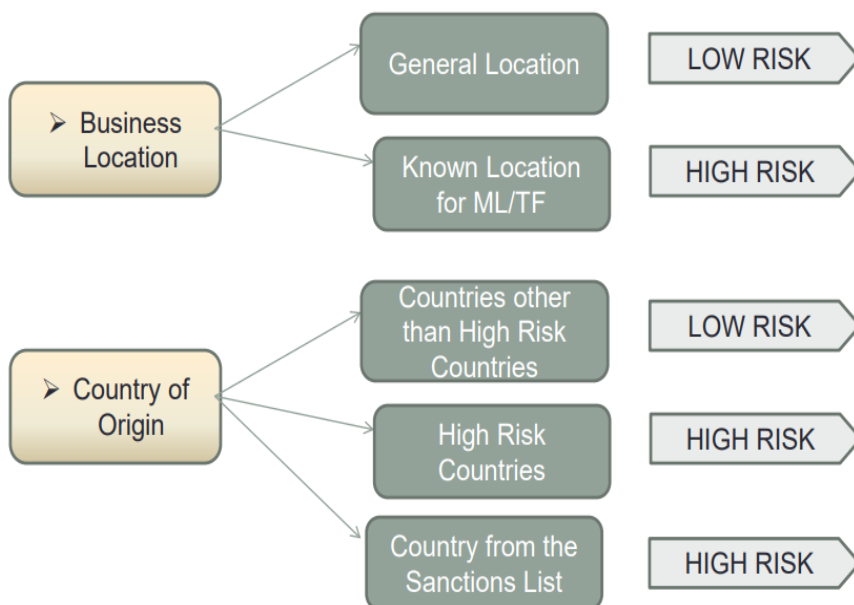 General Location
LOW RISK
➢ Business
Location
Known Location
for ML/TF
HIGH RISK
Countries other
than High Risk
Countries
LOW RISK
➢ Country of
Origin
High Risk
Countries
HIGH RISK
Country from the
Sanctions List
HIGH RISK